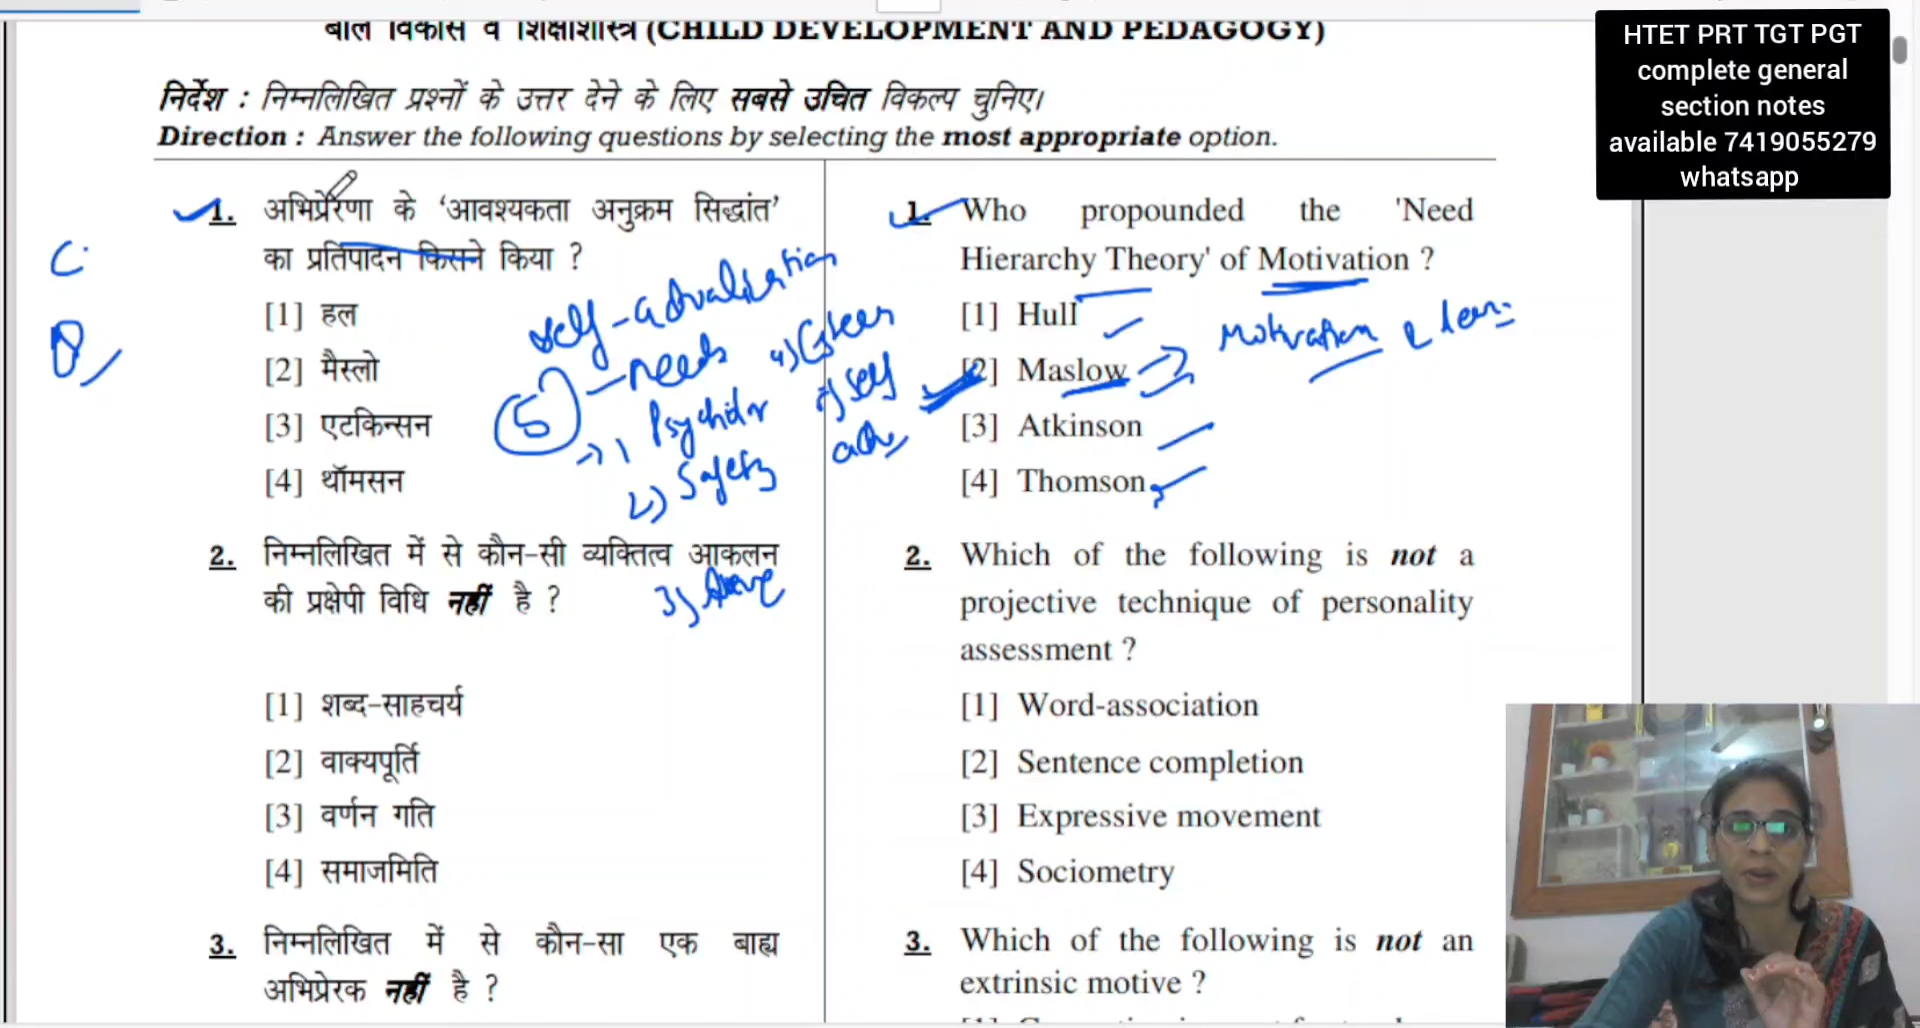 बाल विकास व शिक्षाशास्त्र (CHILD DEVELOPMENT AND PEDAGOGY)
HTET PRT TGT PGT
complete general
section notes
available 7419055279
whatsapp
निर्देश : निम्नलिखित प्रश्नों के उत्तर देने के लिए सबसे उचित विकल्प चुनिए।
Direction : Answer the following questions by selecting the most appropriate option.
1. अभिप्रेरणा के ‘आवश्यकता अनुक्रम सिद्धांत’
का प्रतिपादन किसने किया ?
[1] हल
[2] मैस्लो
[3] एटकिन्सन
[4] थॉमसन
self-actualisation
5 - needs
2) Safety
2. निम्नलिखित में से कौन-सी व्यक्तित्व आकलन
की प्रक्षेपी विधि नहीं है ?
[1] शब्द-साहचर्य
[2] वाक्यपूर्ति
[3] वर्णन गति
[4] समाजमिति
3. निम्नलिखित में से कौन-सा एक बाह्य
अभिप्रेरक नहीं है ?
1. Who propounded the 'Need
Hierarchy Theory' of Motivation ?
[1] Hull
[2] Maslow
[3] Atkinson
[4] Thomson
Motivation
2. Which of the following is not a
projective technique of personality
assessment ?
[1] Word-association
[2] Sentence completion
[3] Expressive movement
[4] Sociometry
3. Which of the following is not an
extrinsic motive ?